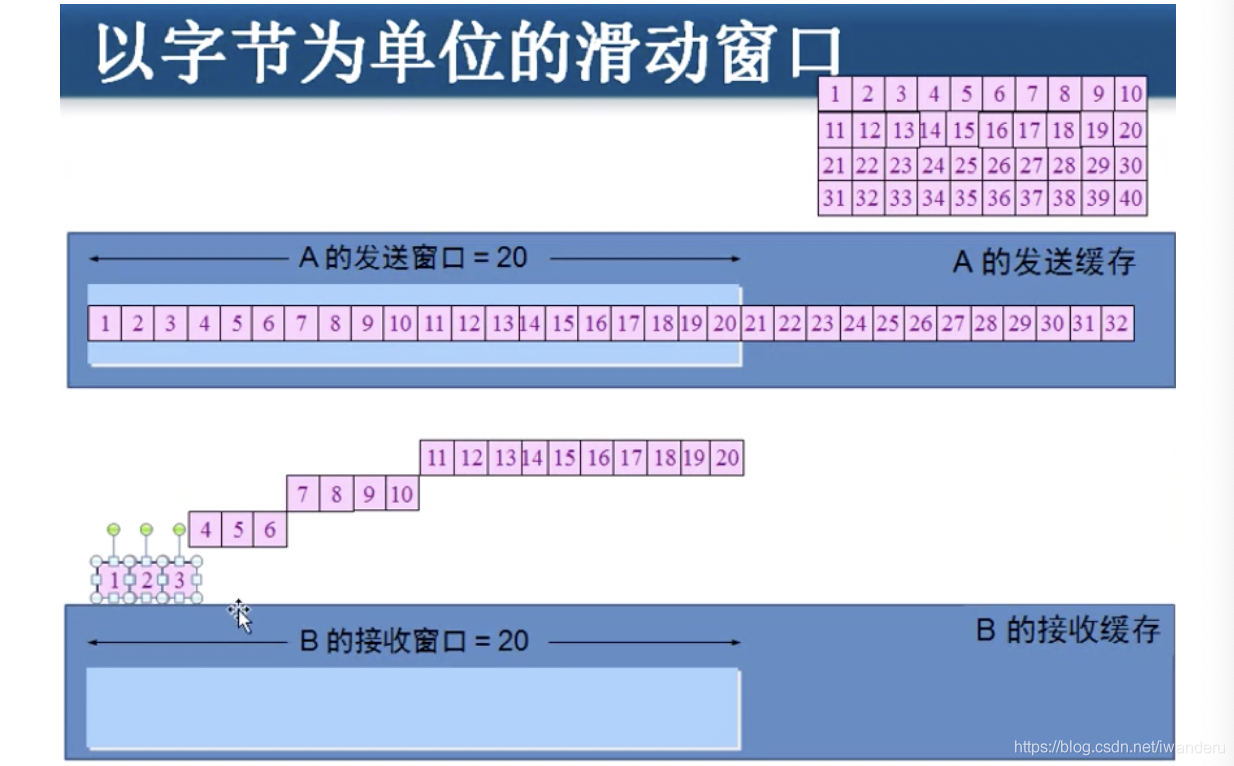 以字节为单位的滑动窗口
1 2 3 4 5 6 7 8 9 10
11 12 13 14 15 16 17 18 19 20
21 22 23 24 25 26 27 28 29 30
31 32 33 34 35 36 37 38 39 40
A 的发送窗口 = 20
A 的发送缓存
1 2 3 4 5 6 7 8 9 10 11 12 13 14 15 16 17 18 19 20 21 22 23 24 25 26 27 28 29 30 31 32
11 12 13 14 15 16 17 18 19 20
7 8 9 10
4 5 6
1 2 3
B 的接收窗口 = 20
B 的接收缓存
https://blog.csdn.net/iwanderu